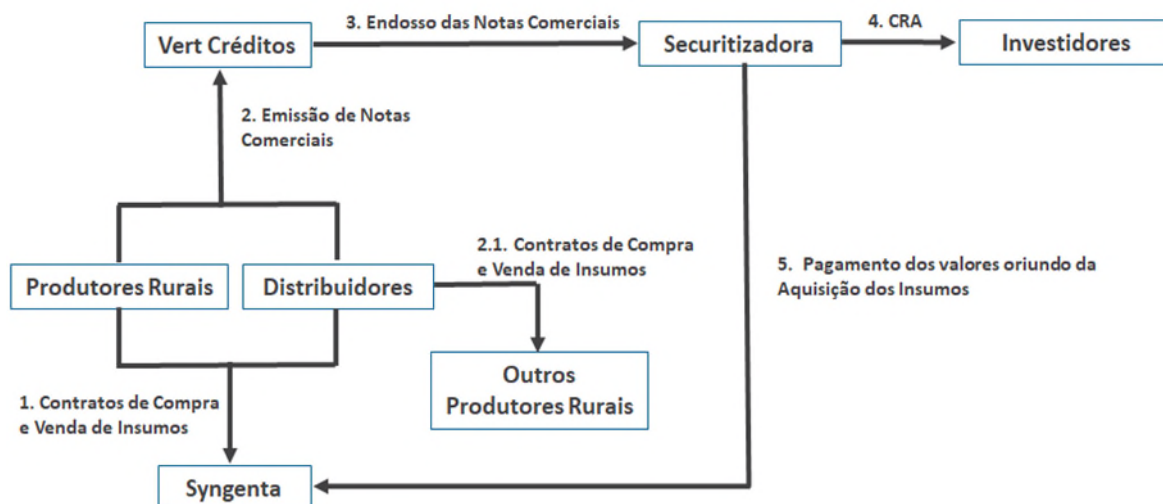 3. Endosso das Notas Comerciais
4. CRA
Vert Créditos
Securitizadora
Investidores
2. Emissão de Notas
Comerciais
2.1. Contratos de Compra
e Venda de Insumos
5. Pagamento dos valores oriundo da
Aquisição dos Insumos
Produtores Rurais
Distribuidores
Outros
Produtores Rurais
1. Contratos de Compra
e Venda de Insumos
Syngenta